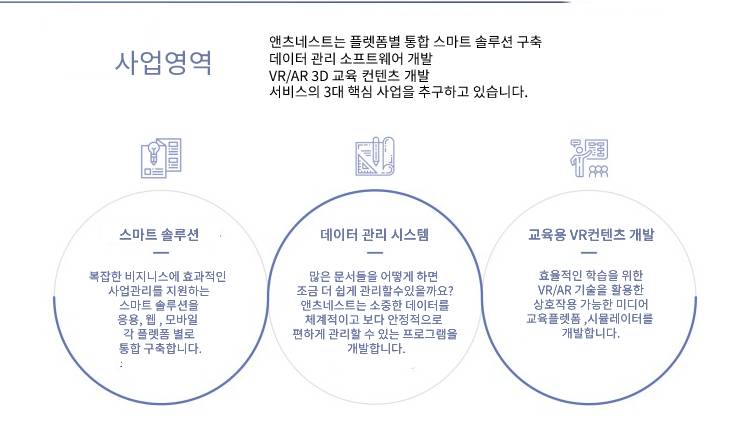 사업영역
앤츠네스트는 플렛폼별 통합 스마트 솔루션 구축
데이터 관리 소프트웨어 개발
VR/AR 3D 교육 컨텐츠 개발
서비스의 3대 핵심 사업을 추구하고 있습니다.
스마트 솔루션
복잡한 비지니스에 효과적인
사업관리를 지원하는
스마트 솔루션을
응용, 웹 , 모바일
각 플렛폼 별로
통합 구축합니다.
데이터 관리 시스템
많은 문서들을 어떻게 하면
조금 더 쉽게 관리할수있을까요?
앤츠네스트는 소중한 데이터를
체계적이고 보다 안정적으로
편하게 관리할 수 있는 프로그램을
개발합니다.
교육용 VR컨텐츠 개발
효율적인 학습을 위한
VR/AR 기술을 활용한
상호작용 가능한 미디어
교육플렛폼 ,시뮬레이터를
개발합니다.